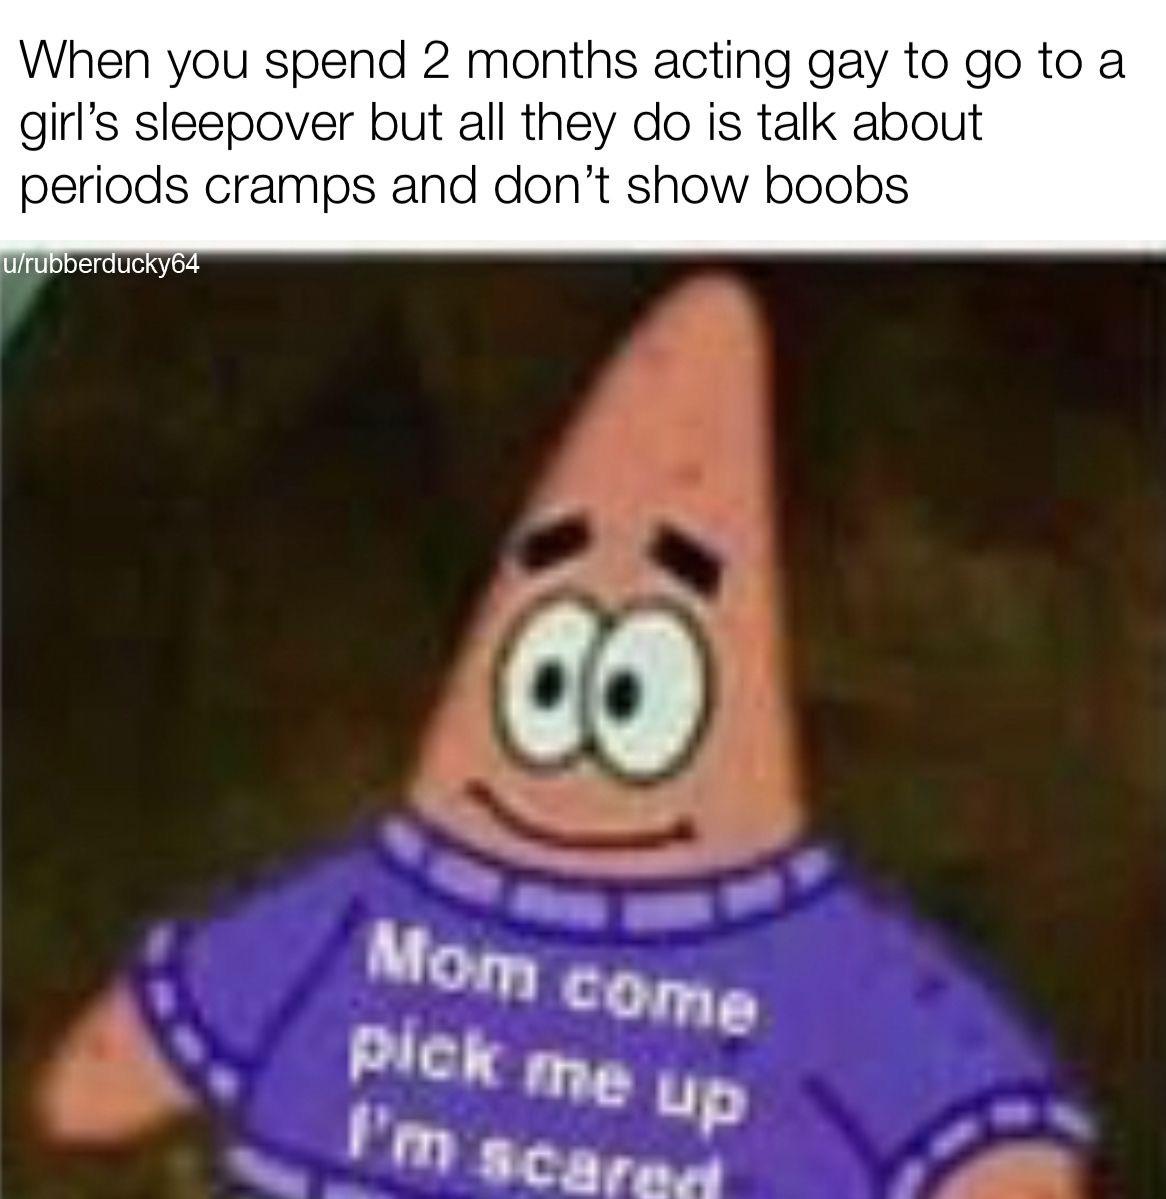 When you spend 2 months acting gay to go to a
girl’s sleepover but all they do is talk about
periods cramps and don’t show boobs
u/rubberducky64
Mom come
pick me up
I'm scared